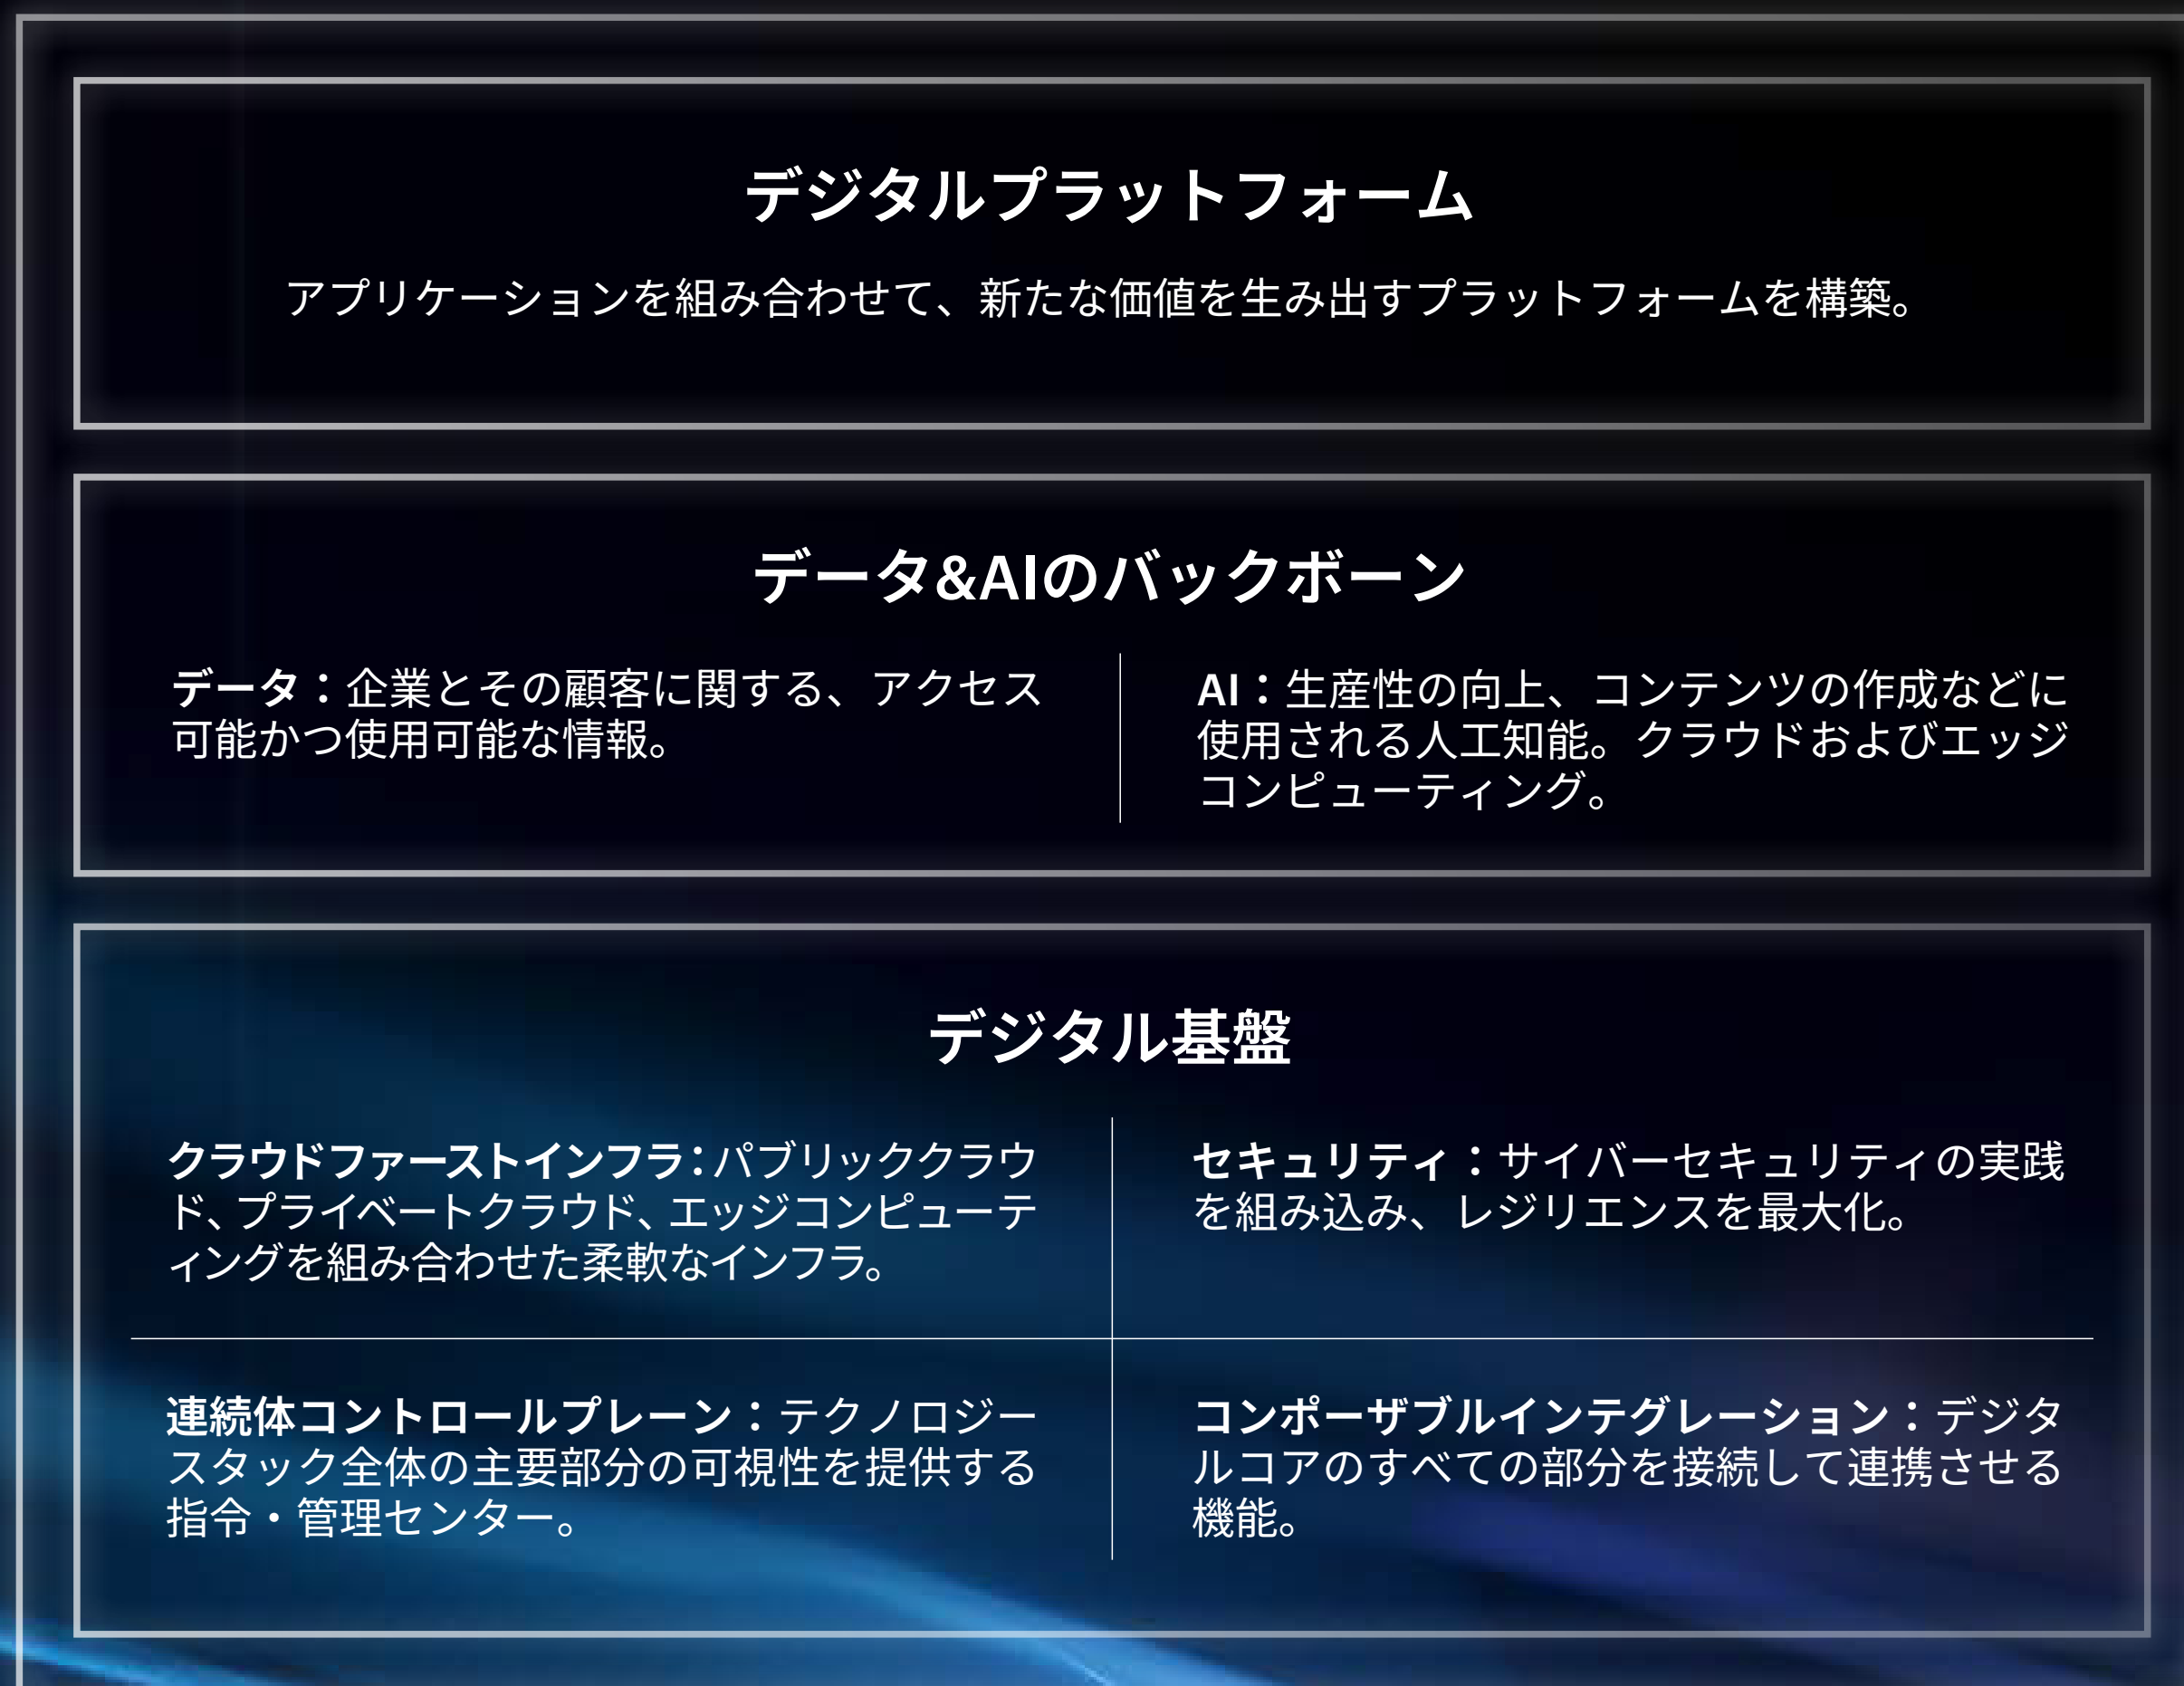 デジタルプラットフォーム
アプリケーションを組み合わせて、新たな価値を生み出すプラットフォームを構築。
データ&AIのバックボーン
データ：企業とその顧客に関する、アクセス
可能かつ使用可能な情報。
AI：生産性の向上、コンテンツの作成などに
使用される人工知能。クラウドおよびエッジ
コンピューティング。
デジタル基盤
クラウドファーストインフラ：パブリッククラウ
ド、プライベートクラウド、エッジコンピューテ
ィングを組み合わせた柔軟なインフラ。
セキュリティ：サイバーセキュリティの実践
を組み込み、レジリエンスを最大化。
連続体コントロールプレーン：テクノロジー
スタック全体の主要部分の可視性を提供する
指令・管理センター。
コンポーザブルインテグレーション：デジタ
ルコアのすべての部分を接続して連携させる
機能。